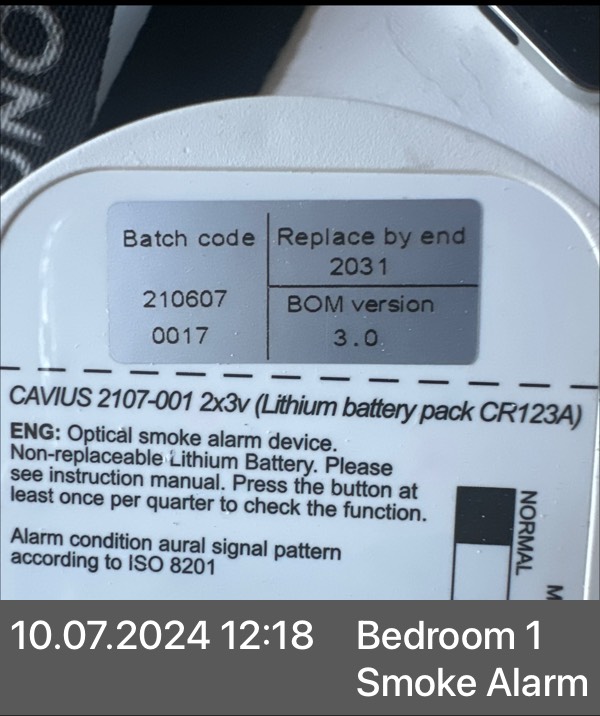 Batch code
210607
0017
Replace by end
2031
BOM version
3.0
CAVIUS 2107-001 2x3v (Lithium battery pack CR123A)
ENG: Optical smoke alarm device.
Non-replaceable Lithium Battery. Please
see instruction manual. Press the button at
least once per quarter to check the function.
Alarm condition aural signal pattern
according to ISO 8201
NORMAL
10.07.2024 12:18
Bedroom 1
Smoke Alarm